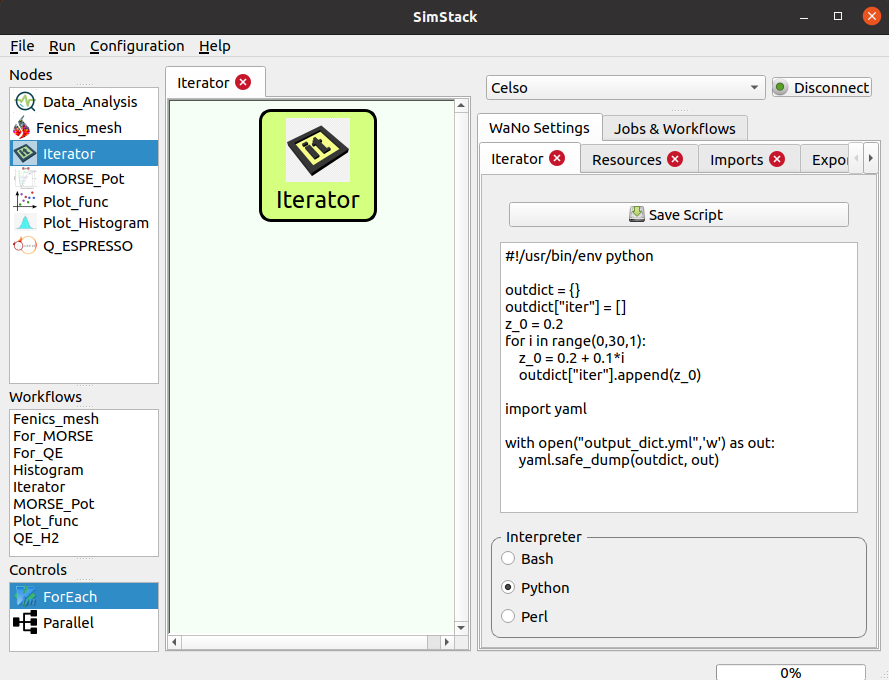 SimStack
File Run Configuration Help
Nodes
Data_Analysis
Fenics_mesh
Iterator
MORSE_Pot
Plot_func
Plot_Histogram
Q_ESPRESSO
Workflows
Fenics_mesh
For_MORSE
For_QE
Histogram
Iterator
MORSE_Pot
Plot_func
QE_H2
Controls
ForEach
Parallel
Iterator
it
Iterator
Celso
Disconnect
WaNo Settings Jobs & Workflows
Iterator Resources Imports Expor
Save Script
#!/usr/bin/env python
outdict = {}
outdict["iter"] = []
z_0 = 0.2
for i in range(0,30,1):
z_0 = 0.2 + 0.1*i
outdict["iter"].append(z_0)
import yaml
with open("output_dict.yml",'w') as out:
yaml.safe_dump(outdict, out)
Interpreter
Bash
Python
Perl
0%